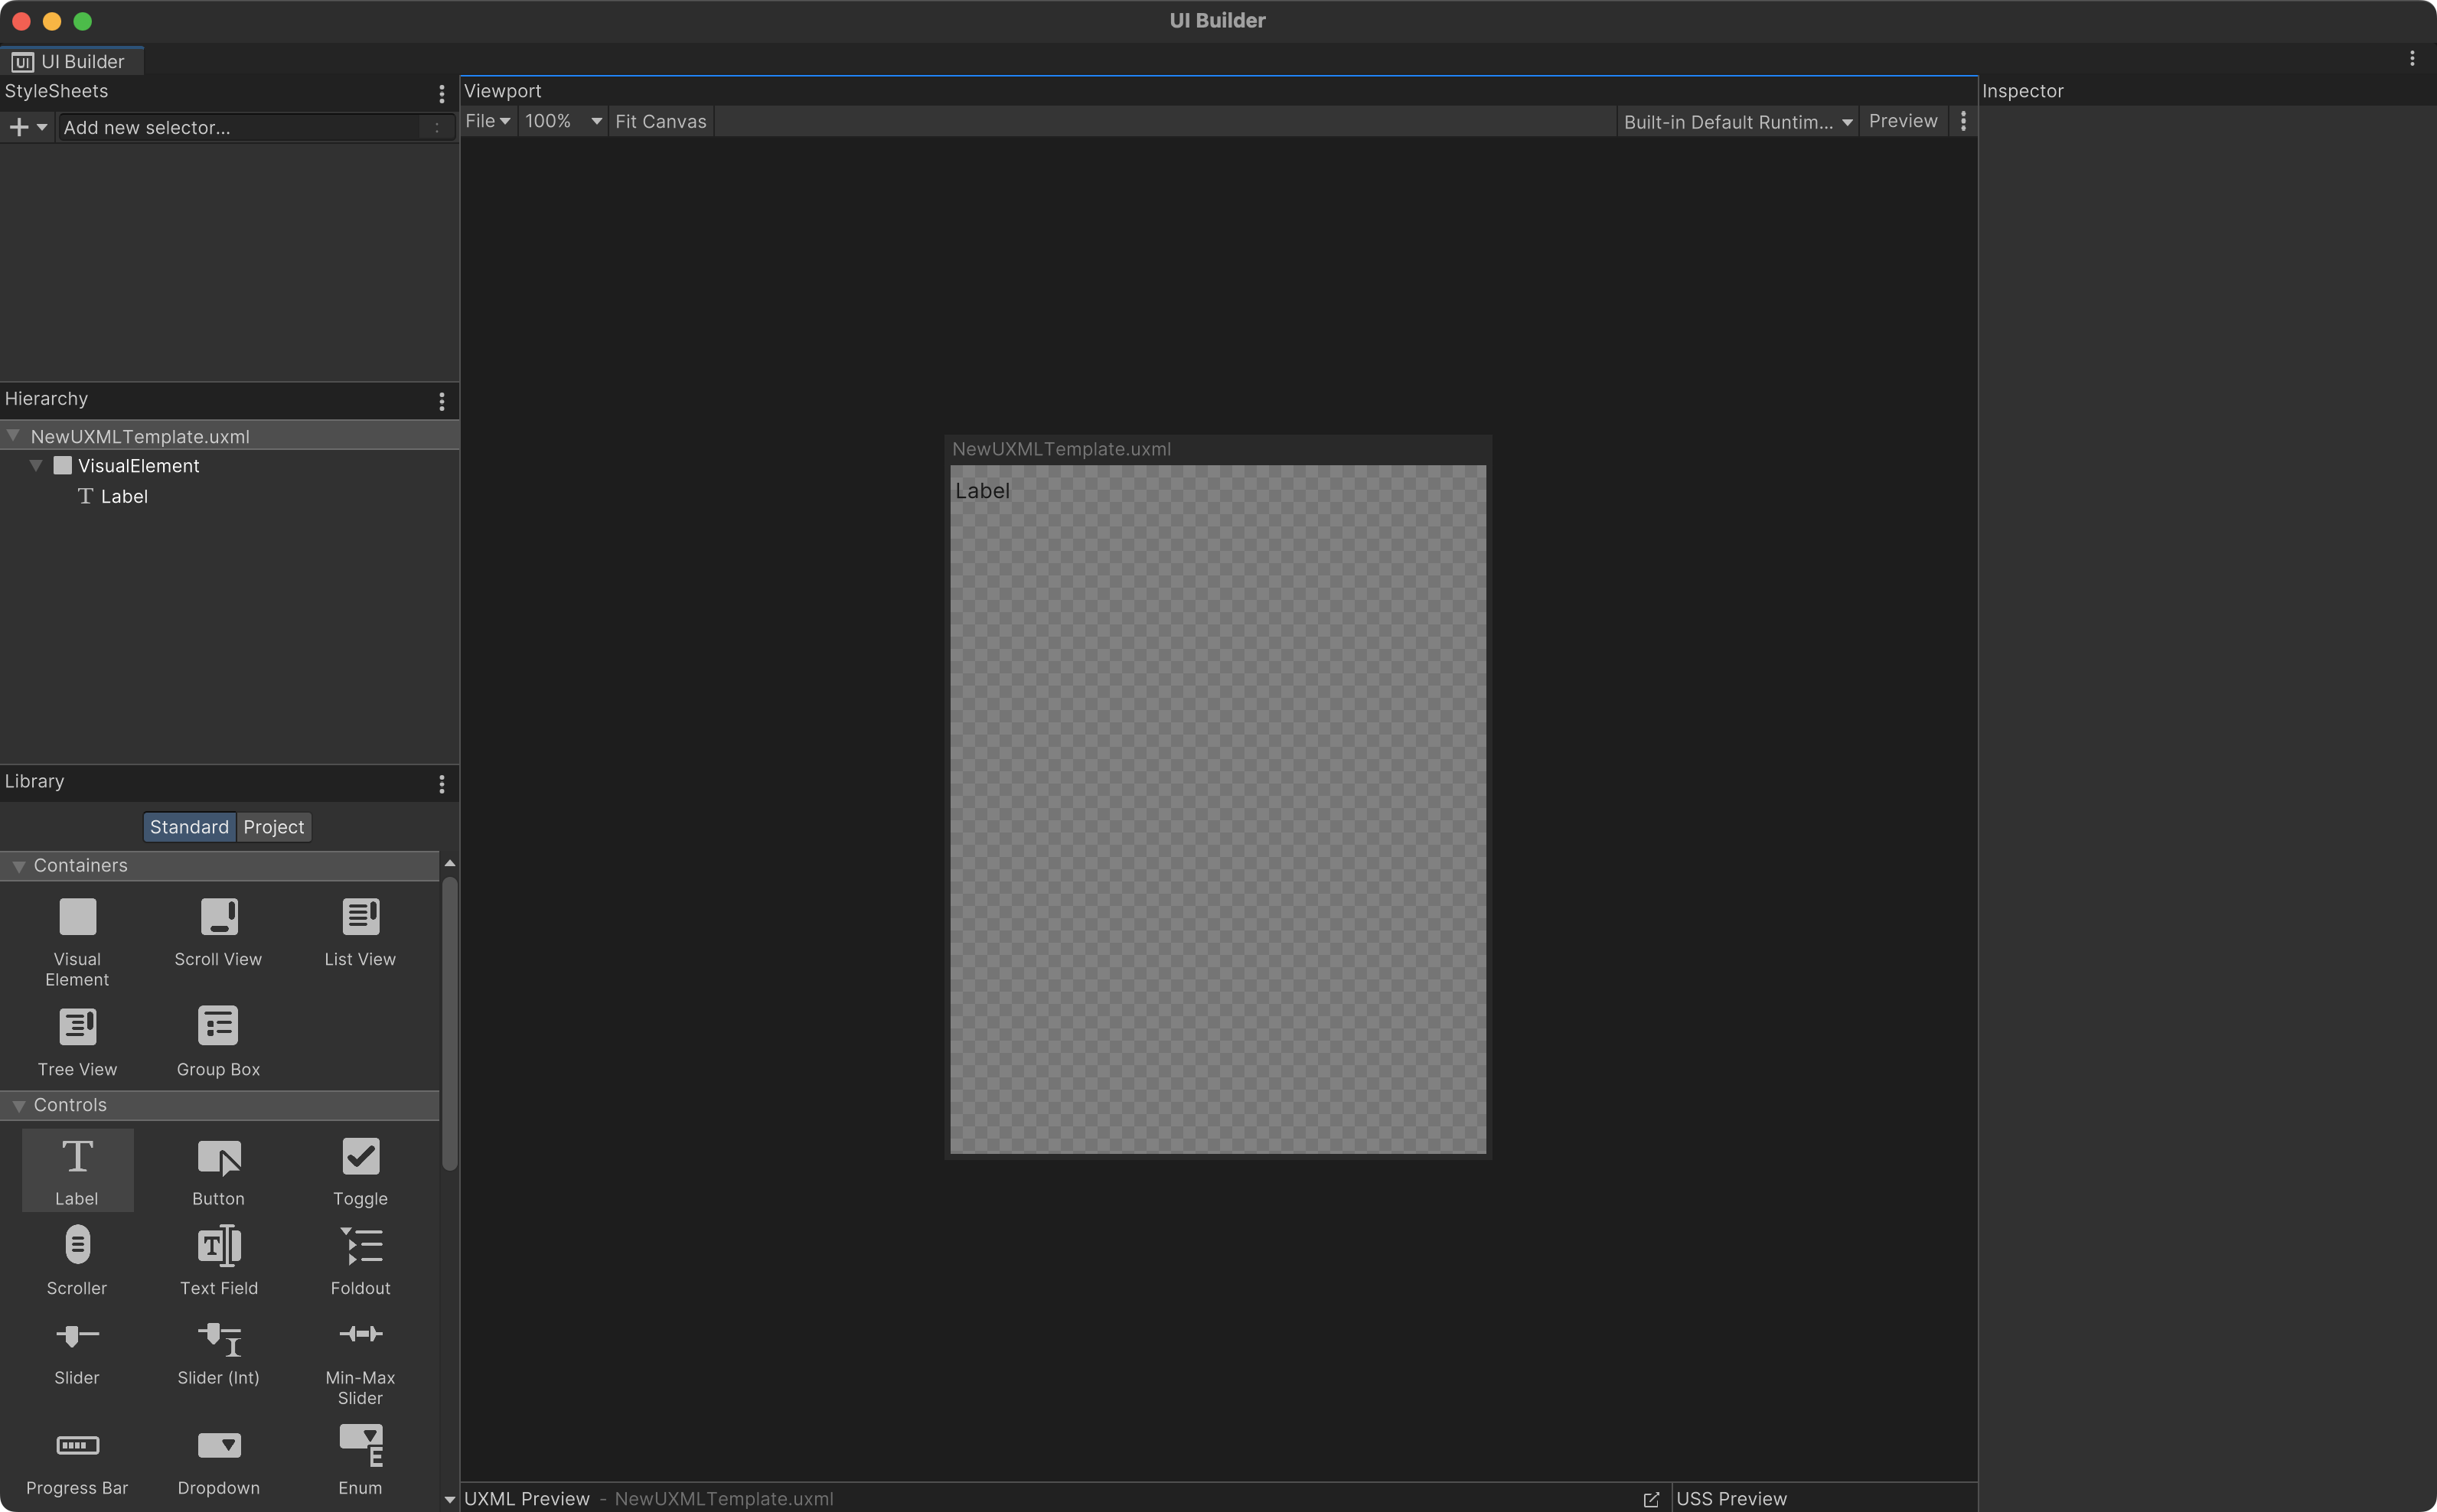 UI Builder
UI Builder
StyleSheets
Add new selector...
Hierarchy
NewUXMLTemplate.uxml
VisualElement
Label
Library
Standard Project
Containers
Visual Element
Scroll View
List View
Tree View
Group Box
Controls
Label
Button
Toggle
Scroller
Text Field
Foldout
Slider
Slider (Int)
Min-Max Slider
Progress Bar
Dropdown
Enum
Viewport
File 100% Fit Canvas
Built-in Default Runtim... Preview
NewUXMLTemplate.uxml
Label
UXML Preview - NewUXMLTemplate.uxml
USS Preview
Inspector